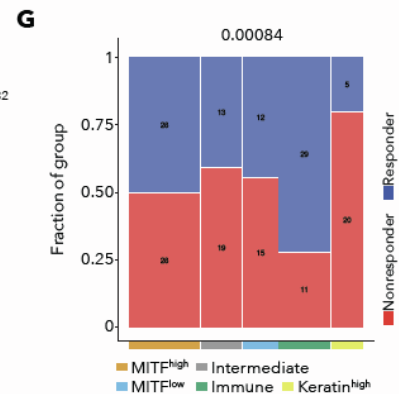 G
0.00084
32
Fraction of group
1
0.75
0.50
0.25
0
28
13
12
29
5
28
19
15
11
20
Nonresponder
Responder
MITFhigh
Intermediate
MITFlow
Immune
Keratinhigh